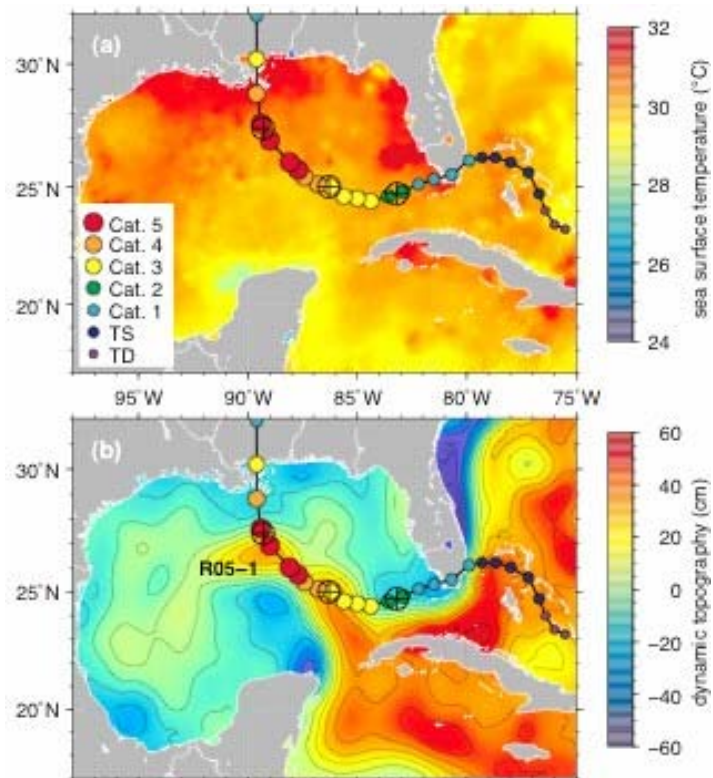 (a)
30°N
25°N
20°N
Cat. 5
Cat. 4
Cat. 3
Cat. 2
Cat. 1
TS
TD
32
30
28
26
24
sea surface temperature (°C)
95°W 90°W 85°W 80°W 75°W
(b)
30°N
25°N
20°N
R05-1
60
40
20
0
-20
-40
-60
dynamic topography (cm)